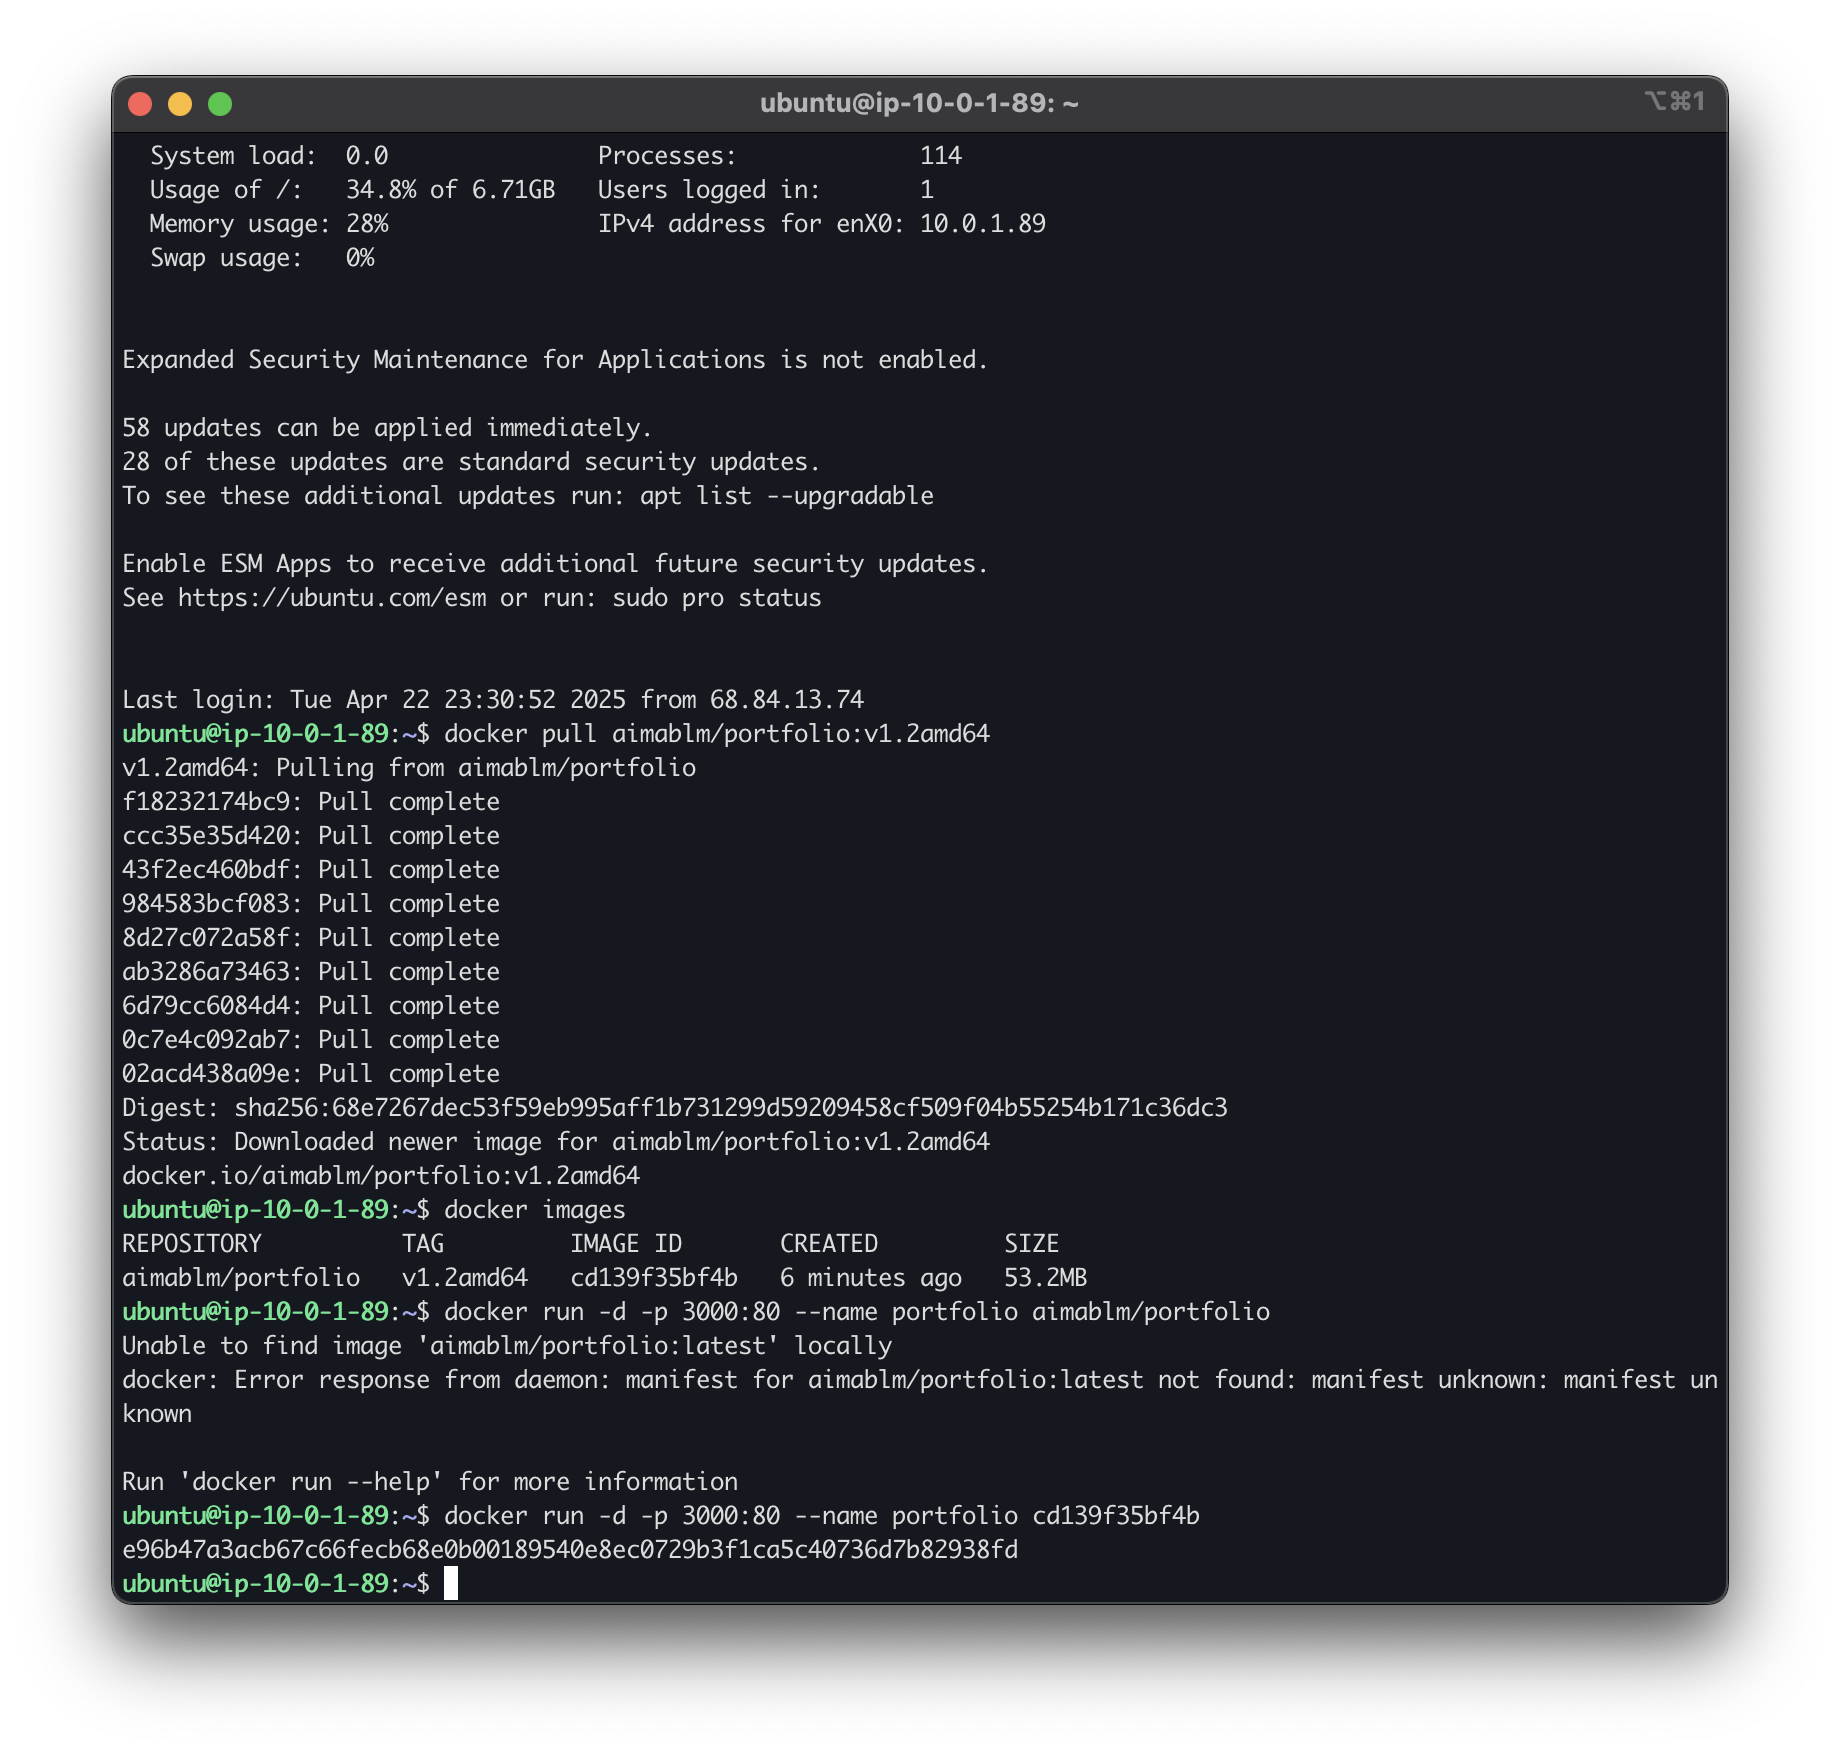 ubuntu@ip-10-0-1-89: ~ ⌥⌘1
System load: 0.0 Processes: 114
Usage of /: 34.8% of 6.71GB Users logged in: 1
Memory usage: 28% IPv4 address for enX0: 10.0.1.89
Swap usage: 0%
Expanded Security Maintenance for Applications is not enabled.
58 updates can be applied immediately.
28 of these updates are standard security updates.
To see these additional updates run: apt list --upgradable
Enable ESM Apps to receive additional future security updates.
See https://ubuntu.com/esm or run: sudo pro status
Last login: Tue Apr 22 23:30:52 2025 from 68.84.13.74
ubuntu@ip-10-0-1-89:~$ docker pull aimablm/portfolio:v1.2amd64
v1.2amd64: Pulling from aimablm/portfolio
f18232174bc9: Pull complete
ccc35e35d420: Pull complete
43f2ec460bdf: Pull complete
984583bcf083: Pull complete
8d27c072a58f: Pull complete
ab3286a73463: Pull complete
6d79cc6084d4: Pull complete
0c7e4c092ab7: Pull complete
02acd438a09e: Pull complete
Digest: sha256:68e7267dec53f59eb995aff1b731299d59209458cf509f04b55254b171c36dc3
Status: Downloaded newer image for aimablm/portfolio:v1.2amd64
docker.io/aimablm/portfolio:v1.2amd64
ubuntu@ip-10-0-1-89:~$ docker images
REPOSITORY TAG IMAGE ID CREATED SIZE
aimablm/portfolio v1.2amd64 cd139f35bf4b 6 minutes ago 53.2MB
ubuntu@ip-10-0-1-89:~$ docker run -d -p 3000:80 --name portfolio aimablm/portfolio
Unable to find image 'aimablm/portfolio:latest' locally
docker: Error response from daemon: manifest for aimablm/portfolio:latest not found: manifest unknown: manifest un
known
Run 'docker run --help' for more information
ubuntu@ip-10-0-1-89:~$ docker run -d -p 3000:80 --name portfolio cd139f35bf4b
e96b47a3acb67c66fecb68e0b00189540e8ec0729b3f1ca5c40736d7b82938fd
ubuntu@ip-10-0-1-89:~$